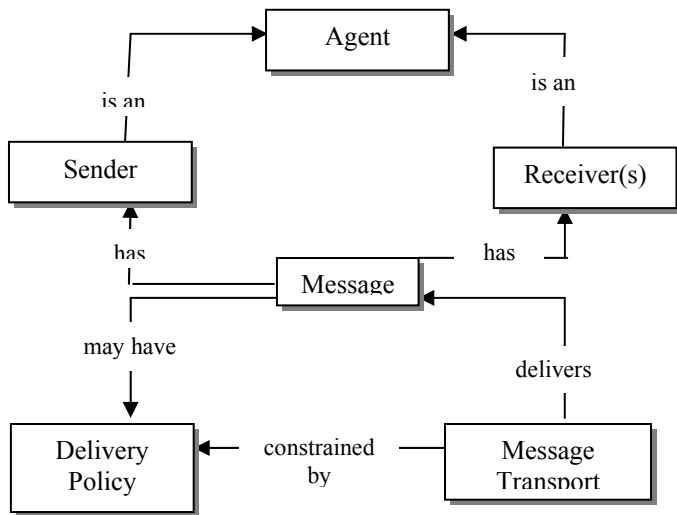 Agent
is an
is an
Sender
Receiver(s)
has
has
Message
may have
delivers
Delivery
Policy
constrained
by
Message
Transport